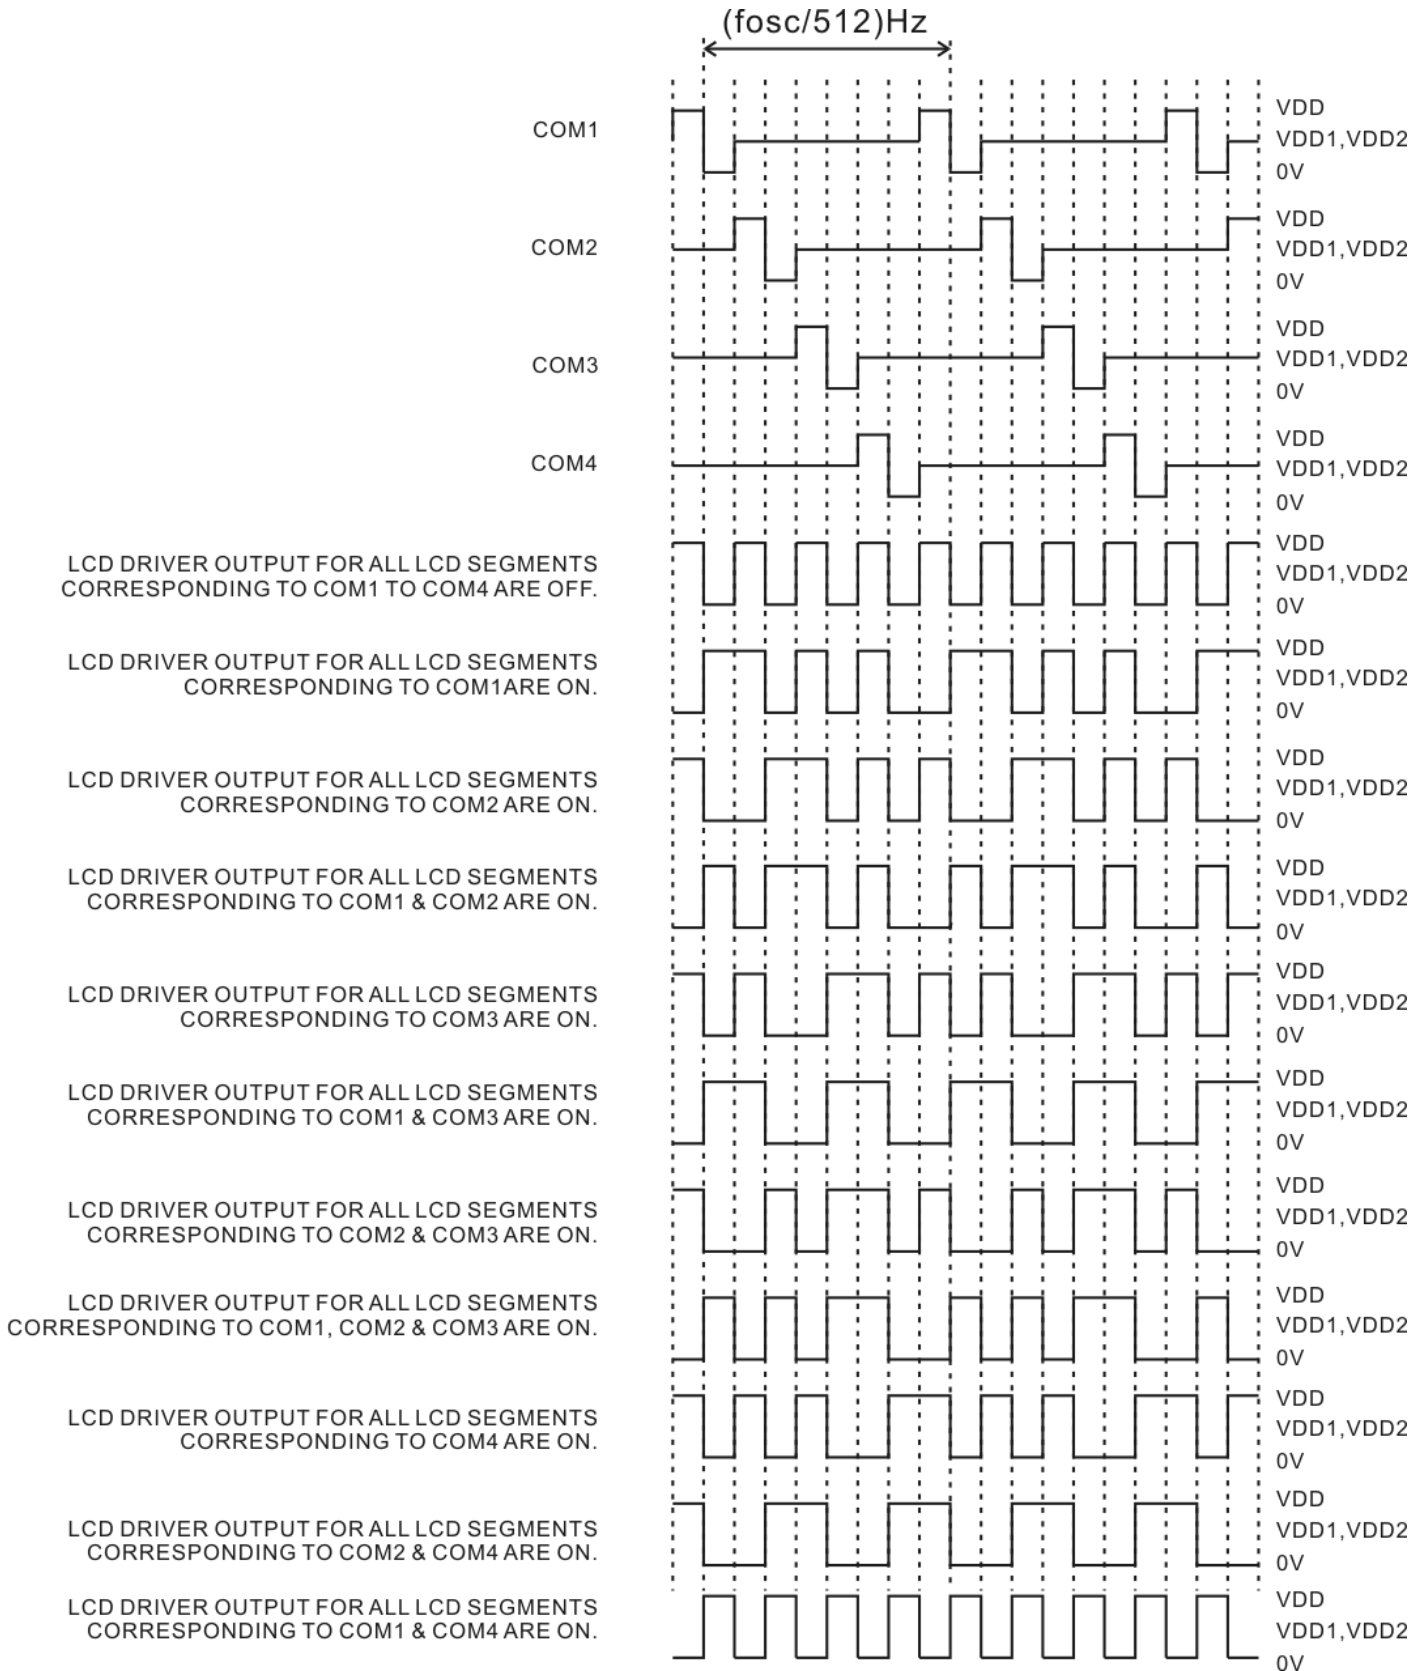 (fosc/512)Hz
COM1
VDD
VDD1,VDD2
0V
COM2
VDD
VDD1,VDD2
0V
COM3
VDD
VDD1,VDD2
0V
COM4
VDD
VDD1,VDD2
0V
LCD DRIVER OUTPUT FOR ALL LCD SEGMENTS
CORRESPONDING TO COM1 TO COM4 ARE OFF.
VDD
VDD1,VDD2
0V
LCD DRIVER OUTPUT FOR ALL LCD SEGMENTS
CORRESPONDING TO COM1ARE ON.
VDD
VDD1,VDD2
0V
LCD DRIVER OUTPUT FOR ALL LCD SEGMENTS
CORRESPONDING TO COM2 ARE ON.
VDD
VDD1,VDD2
0V
LCD DRIVER OUTPUT FOR ALL LCD SEGMENTS
CORRESPONDING TO COM1 & COM2 ARE ON.
VDD
VDD1,VDD2
0V
LCD DRIVER OUTPUT FOR ALL LCD SEGMENTS
CORRESPONDING TO COM3 ARE ON.
VDD
VDD1,VDD2
0V
LCD DRIVER OUTPUT FOR ALL LCD SEGMENTS
CORRESPONDING TO COM1 & COM3 ARE ON.
VDD
VDD1,VDD2
0V
LCD DRIVER OUTPUT FOR ALL LCD SEGMENTS
CORRESPONDING TO COM2 & COM3 ARE ON.
VDD
VDD1,VDD2
0V
LCD DRIVER OUTPUT FOR ALL LCD SEGMENTS
CORRESPONDING TO COM1, COM2 & COM3 ARE ON.
VDD
VDD1,VDD2
0V
LCD DRIVER OUTPUT FOR ALL LCD SEGMENTS
CORRESPONDING TO COM4 ARE ON.
VDD
VDD1,VDD2
0V
LCD DRIVER OUTPUT FOR ALL LCD SEGMENTS
CORRESPONDING TO COM2 & COM4 ARE ON.
VDD
VDD1,VDD2
0V
LCD DRIVER OUTPUT FOR ALL LCD SEGMENTS
CORRESPONDING TO COM1 & COM4 ARE ON.
VDD
VDD1,VDD2
0V